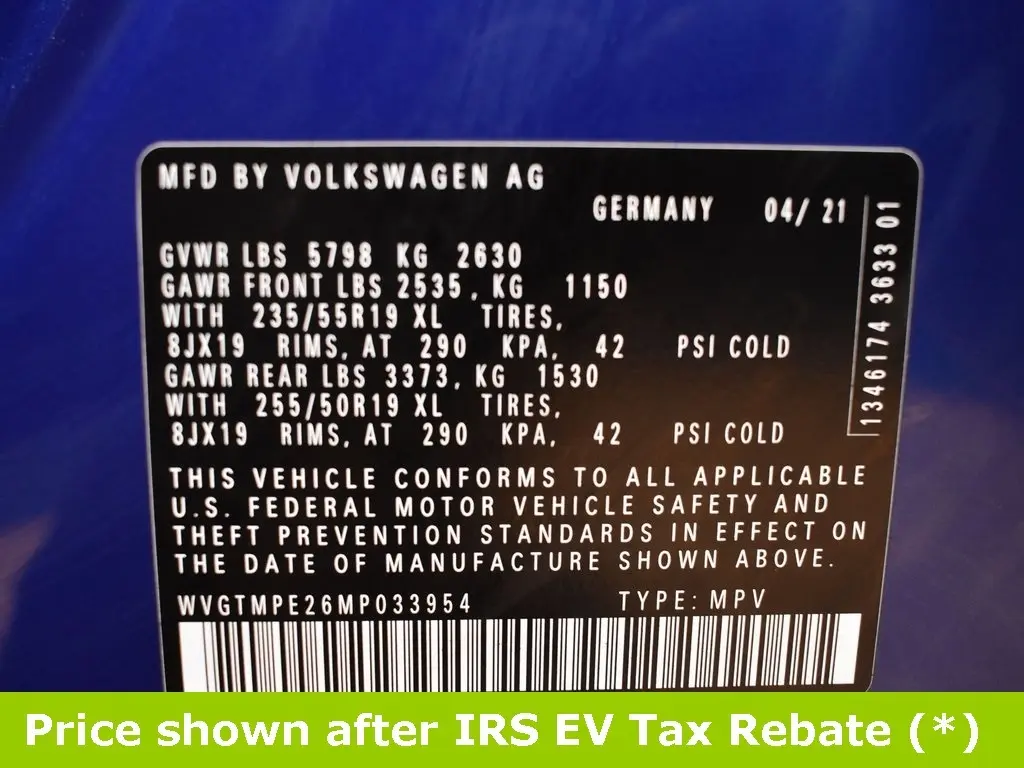 MFD BY VOLKSWAGEN AG
GERMANY 04/ 21
GVWR LBS 5798 KG 2630
GAWR FRONT LBS 2535, KG 1150
WITH 235/55R19 XL TIRES,
8JX19 RIMS, AT 290 KPA, 42 PSI COLD
GAWR REAR LBS 3373, KG 1530
WITH 255/50R19 XL TIRES,
8JX19 RIMS, AT 290 KPA, 42 PSI COLD
1346174 3633 01
THIS VEHICLE CONFORMS TO ALL APPLICABLE
U.S. FEDERAL MOTOR VEHICLE SAFETY AND
THEFT PREVENTION STANDARDS IN EFFECT ON
THE DATE OF MANUFACTURE SHOWN ABOVE.
WVGTMPE26MP033954 TYPE: MPV
Price shown after IRS EV Tax Rebate (*)